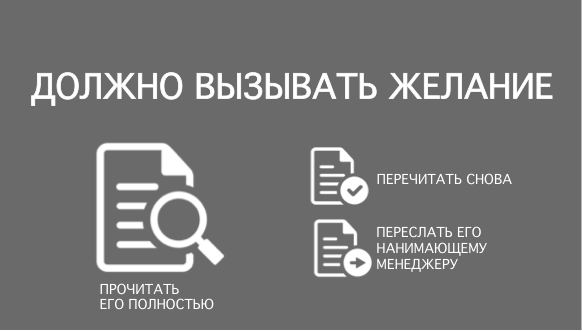 ДОЛЖНО ВЫЗЫВАТЬ ЖЕЛАНИЕ
ПРОЧИТАТЬ
ЕГО ПОЛНОСТЬЮ
ПЕРЕЧИТАТЬ СНОВА
ПЕРЕСЛАТЬ ЕГО
НАНИМАЮЩЕМУ
МЕНЕДЖЕРУ